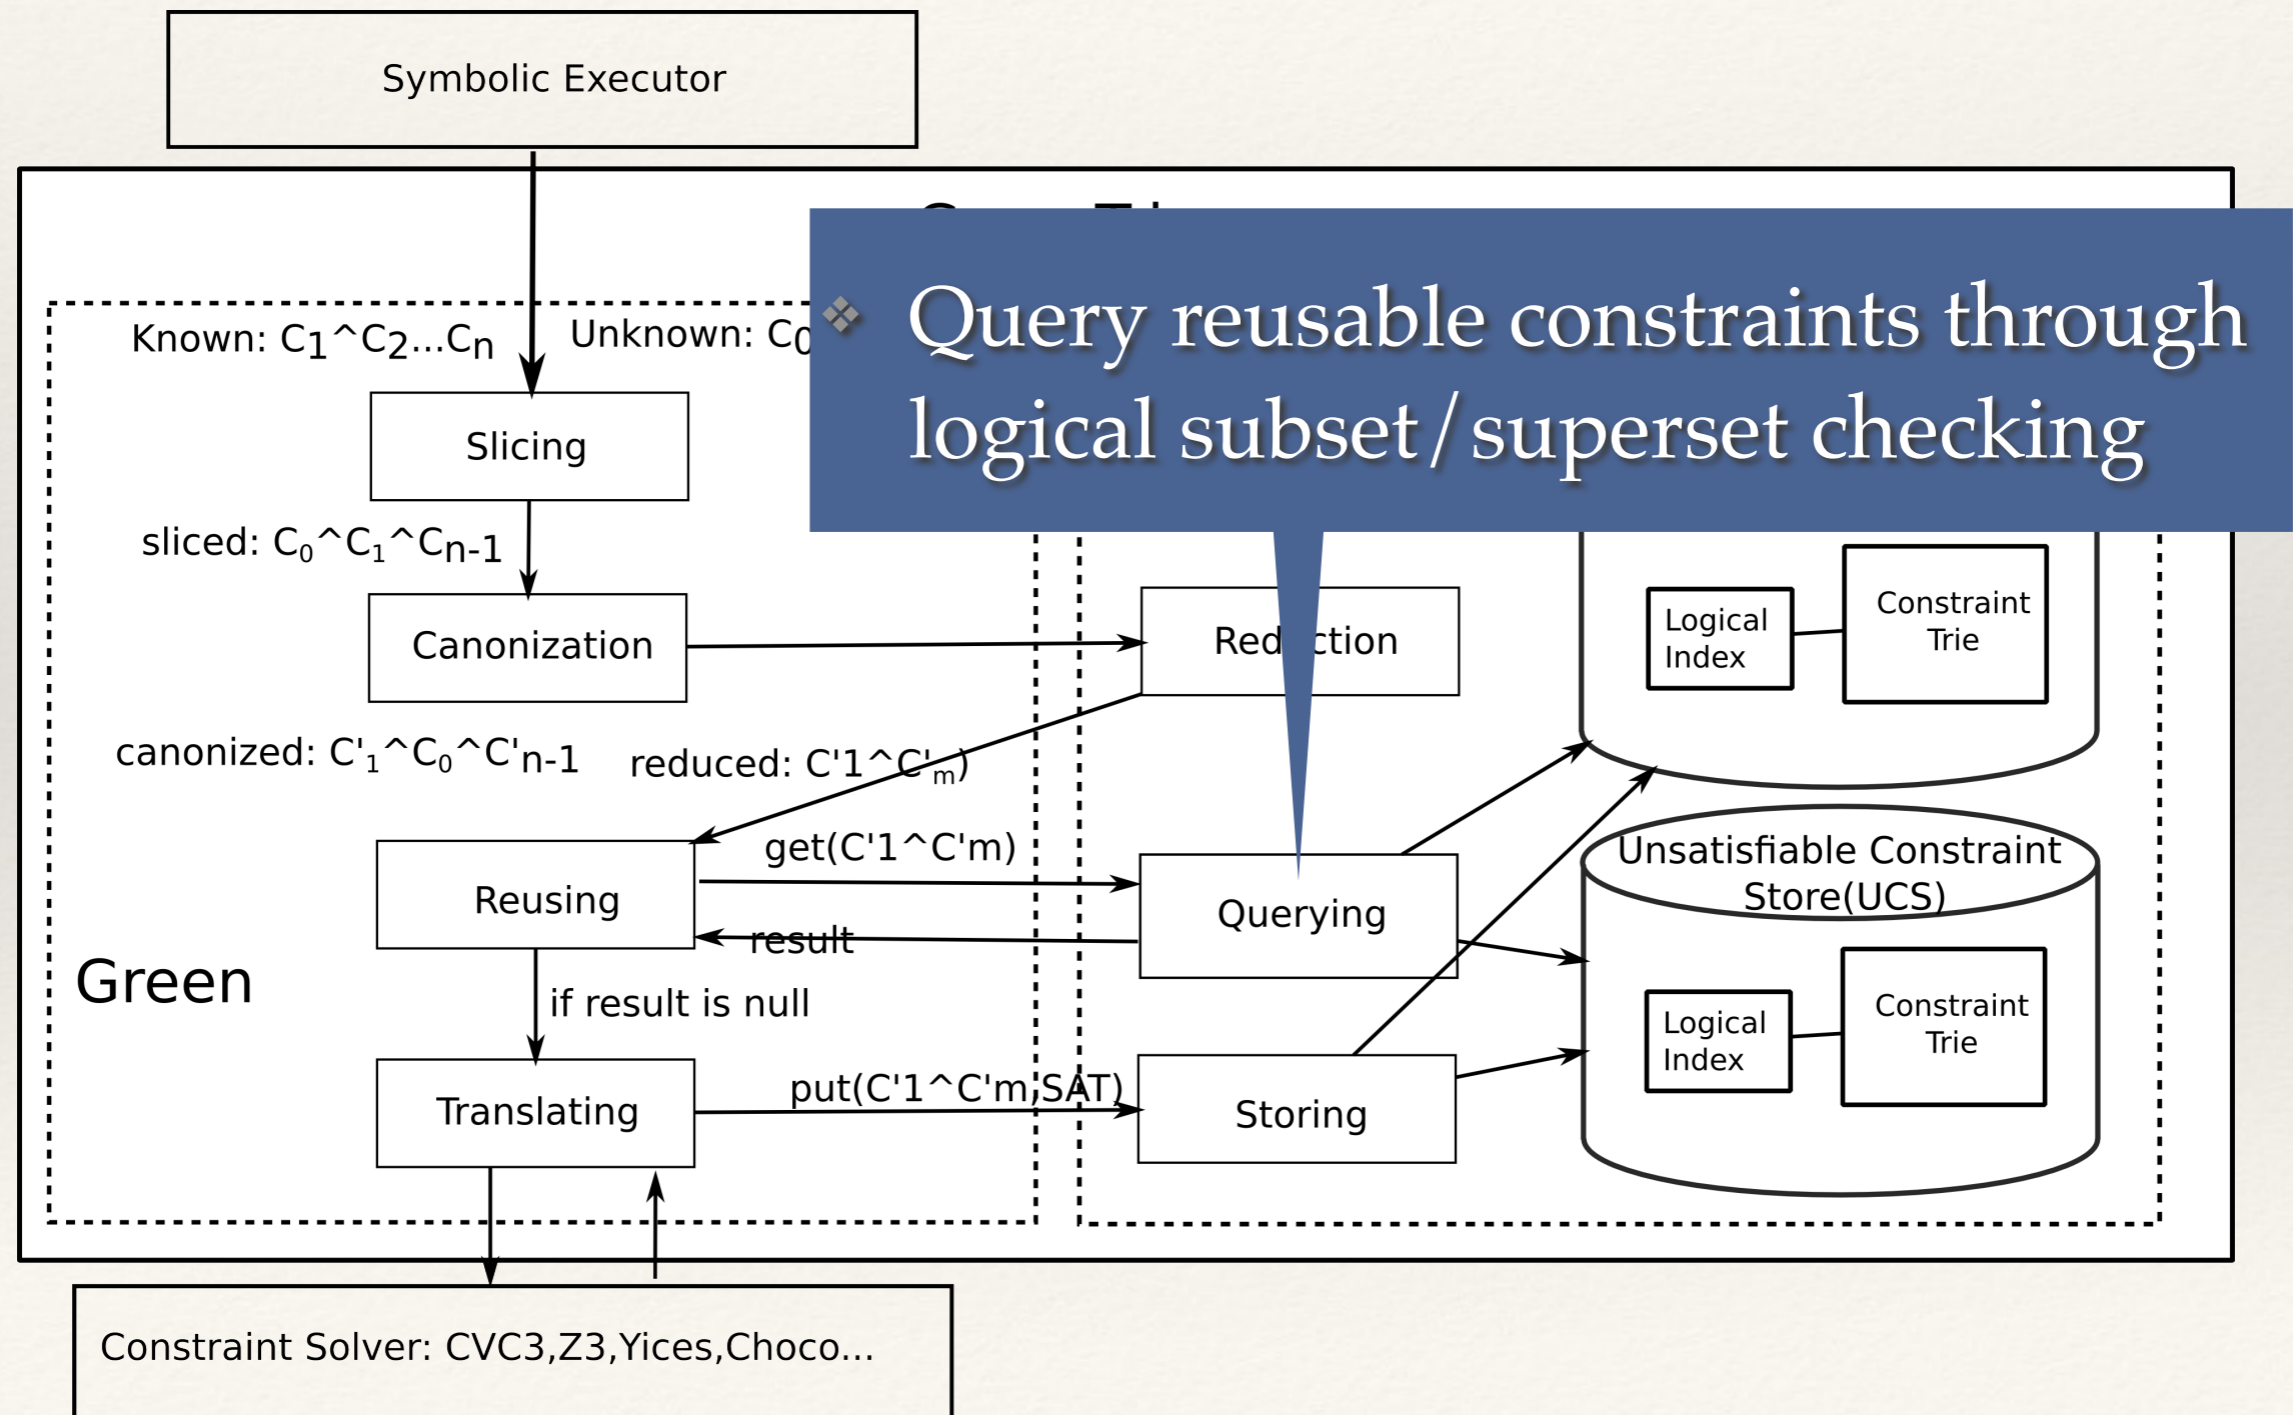 Symbolic Executor
Known: C1^C2...Cn
Unknown: C0
❖ Query reusable constraints through
logical subset/superset checking
Slicing
sliced: C0^C1^Cn-1
Canonization
Logical
Index
Constraint
Trie
canonized: C'1^C0^C'n-1
reduced: C'1^C'm)
get(C'1^C'm)
Reusing
Querying
result
Unsatisfiable Constraint
Store(UCS)
Green
if result is null
Logical
Index
Constraint
Trie
Translating
put(C'1^C'm,SAT)
Storing
Constraint Solver: CVC3,Z3,Yices,Choco...